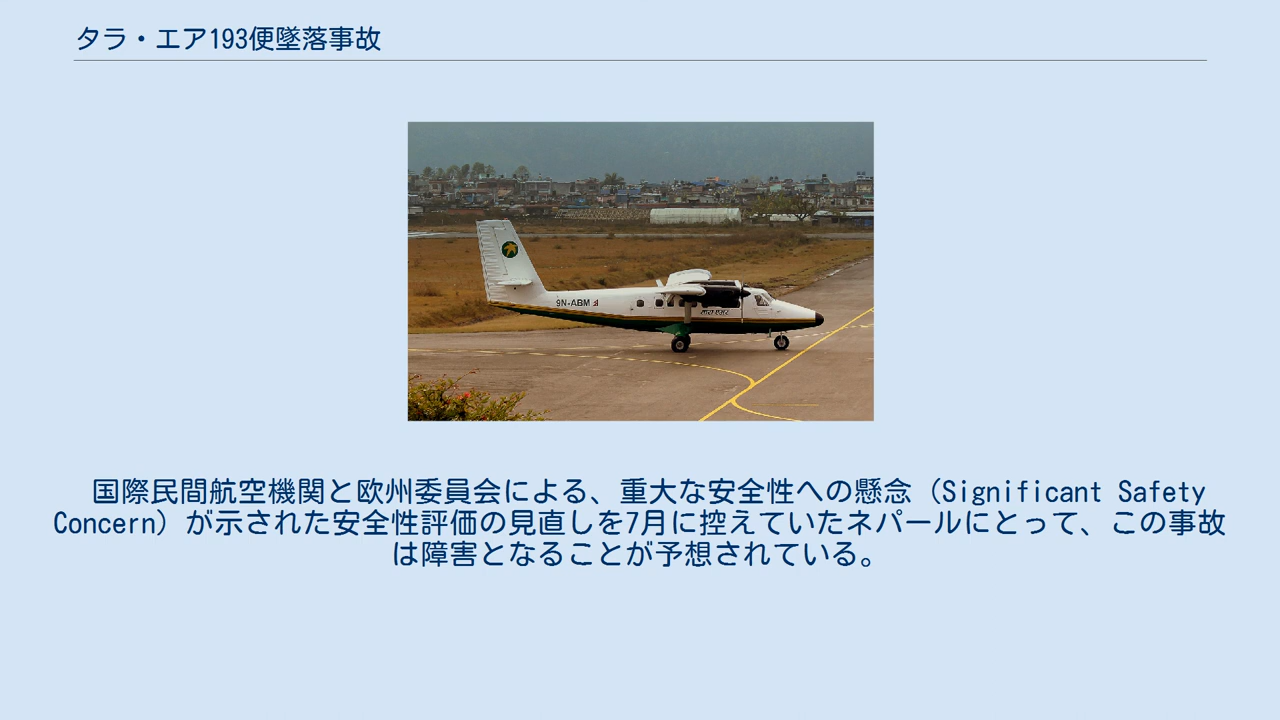 タラ・エア193便墜落事故
9N-ABM
国際民間航空機関と欧州委員会による、重大な安全性への懸念（Significant Safety
Concern）が示された安全性評価の見直しを7月に控えていたネパールにとって、この事故
は障害となることが予想されている。